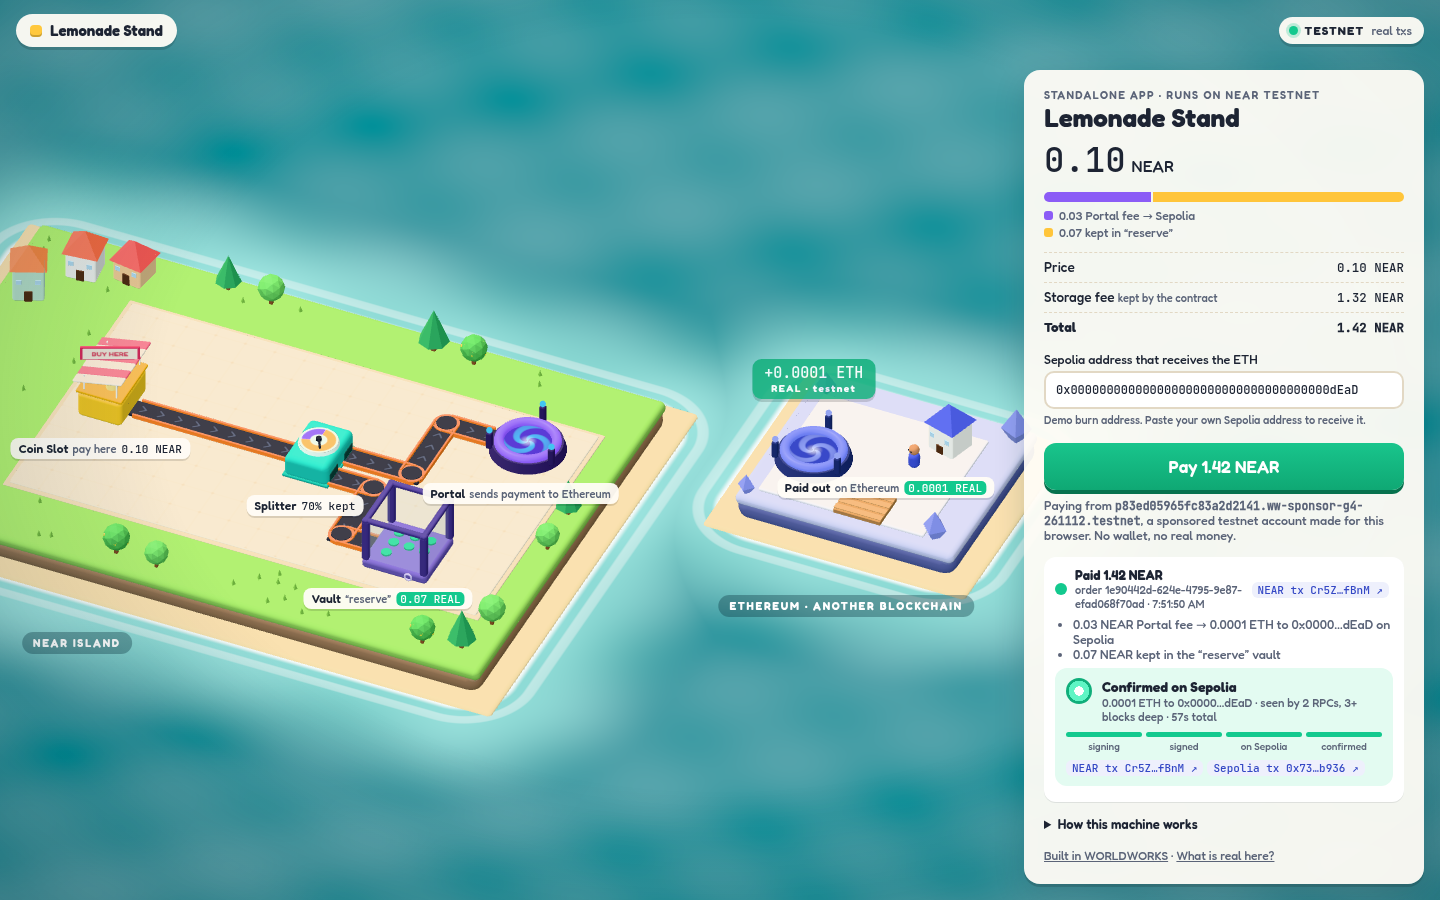 Lemonade Stand
TESTNET real txs
STANDALONE APP · RUNS ON NEAR TESTNET
Lemonade Stand
0.10 NEAR
0.03 Portal fee → Sepolia
0.07 kept in “reserve”
Price 0.10 NEAR
Storage fee kept by the contract 1.32 NEAR
Total 1.42 NEAR
Sepolia address that receives the ETH
0x000000000000000000000000000000000000dEaD
Demo burn address. Paste your own Sepolia address to receive it.
Pay 1.42 NEAR
Paying from p83ed05965fc83a2d2141.ww-sponsor-g4-
261112.testnet, a sponsored testnet account made for this
browser. No wallet, no real money.
Paid 1.42 NEAR
order 1e90442d-624e-4795-9e87-
efad068f70ad · 7:51:50 AM
NEAR tx Cr5Z…fBnM ↗
• 0.03 NEAR Portal fee → 0.0001 ETH to 0x0000…dEaD on
Sepolia
• 0.07 NEAR kept in the “reserve” vault
Confirmed on Sepolia
0.0001 ETH to 0x0000…dEaD · seen by 2 RPCs, 3+
blocks deep · 57s total
signing signed on Sepolia confirmed
NEAR tx Cr5Z…fBnM ↗ Sepolia tx 0x73…b936 ↗
▶ How this machine works
Built in WORLDWORKS · What is real here?
BUY HERE
Coin Slot pay here 0.10 NEAR
Splitter 70% kept
Portal sends payment to Ethereum
Vault “reserve” 0.07 REAL
NEAR ISLAND
+0.0001 ETH
REAL · testnet
Paid out on Ethereum 0.0001 REAL
ETHEREUM · ANOTHER BLOCKCHAIN